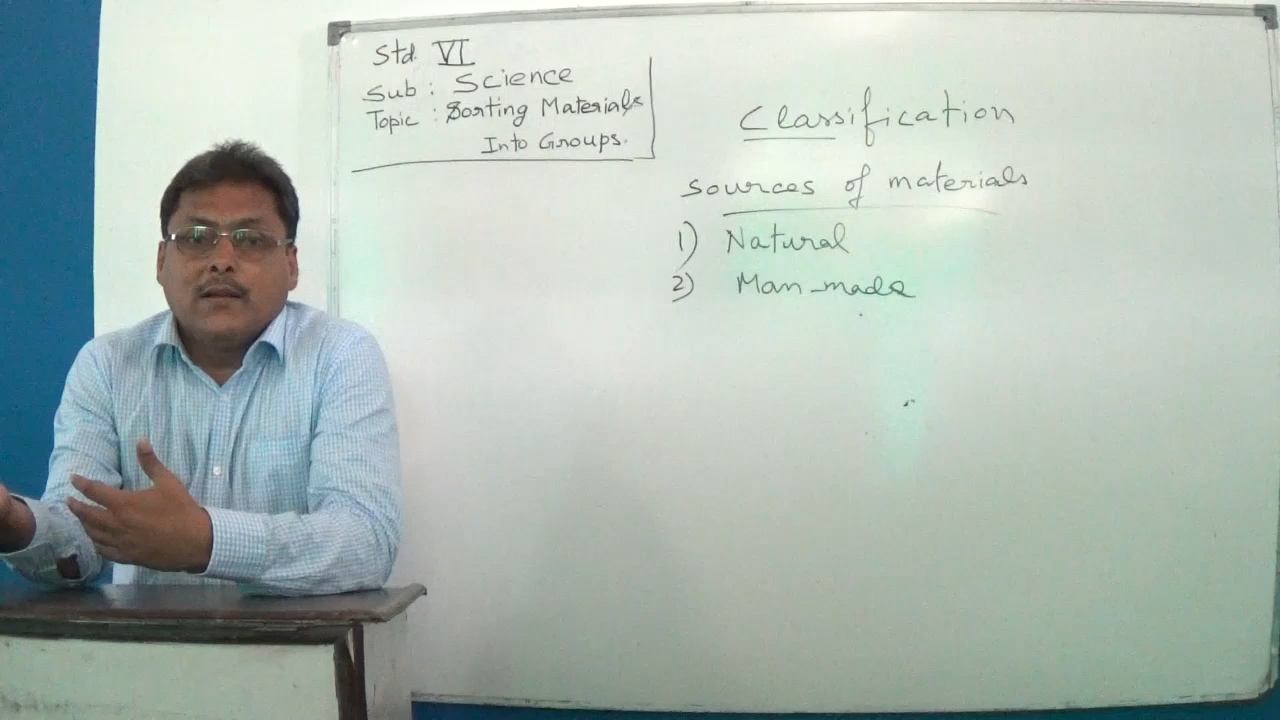 Std. VI
Sub : Science
Topic : Sorting Materials
Into Groups.
Classification
Sources of materials
1) Natural
2) Man-made